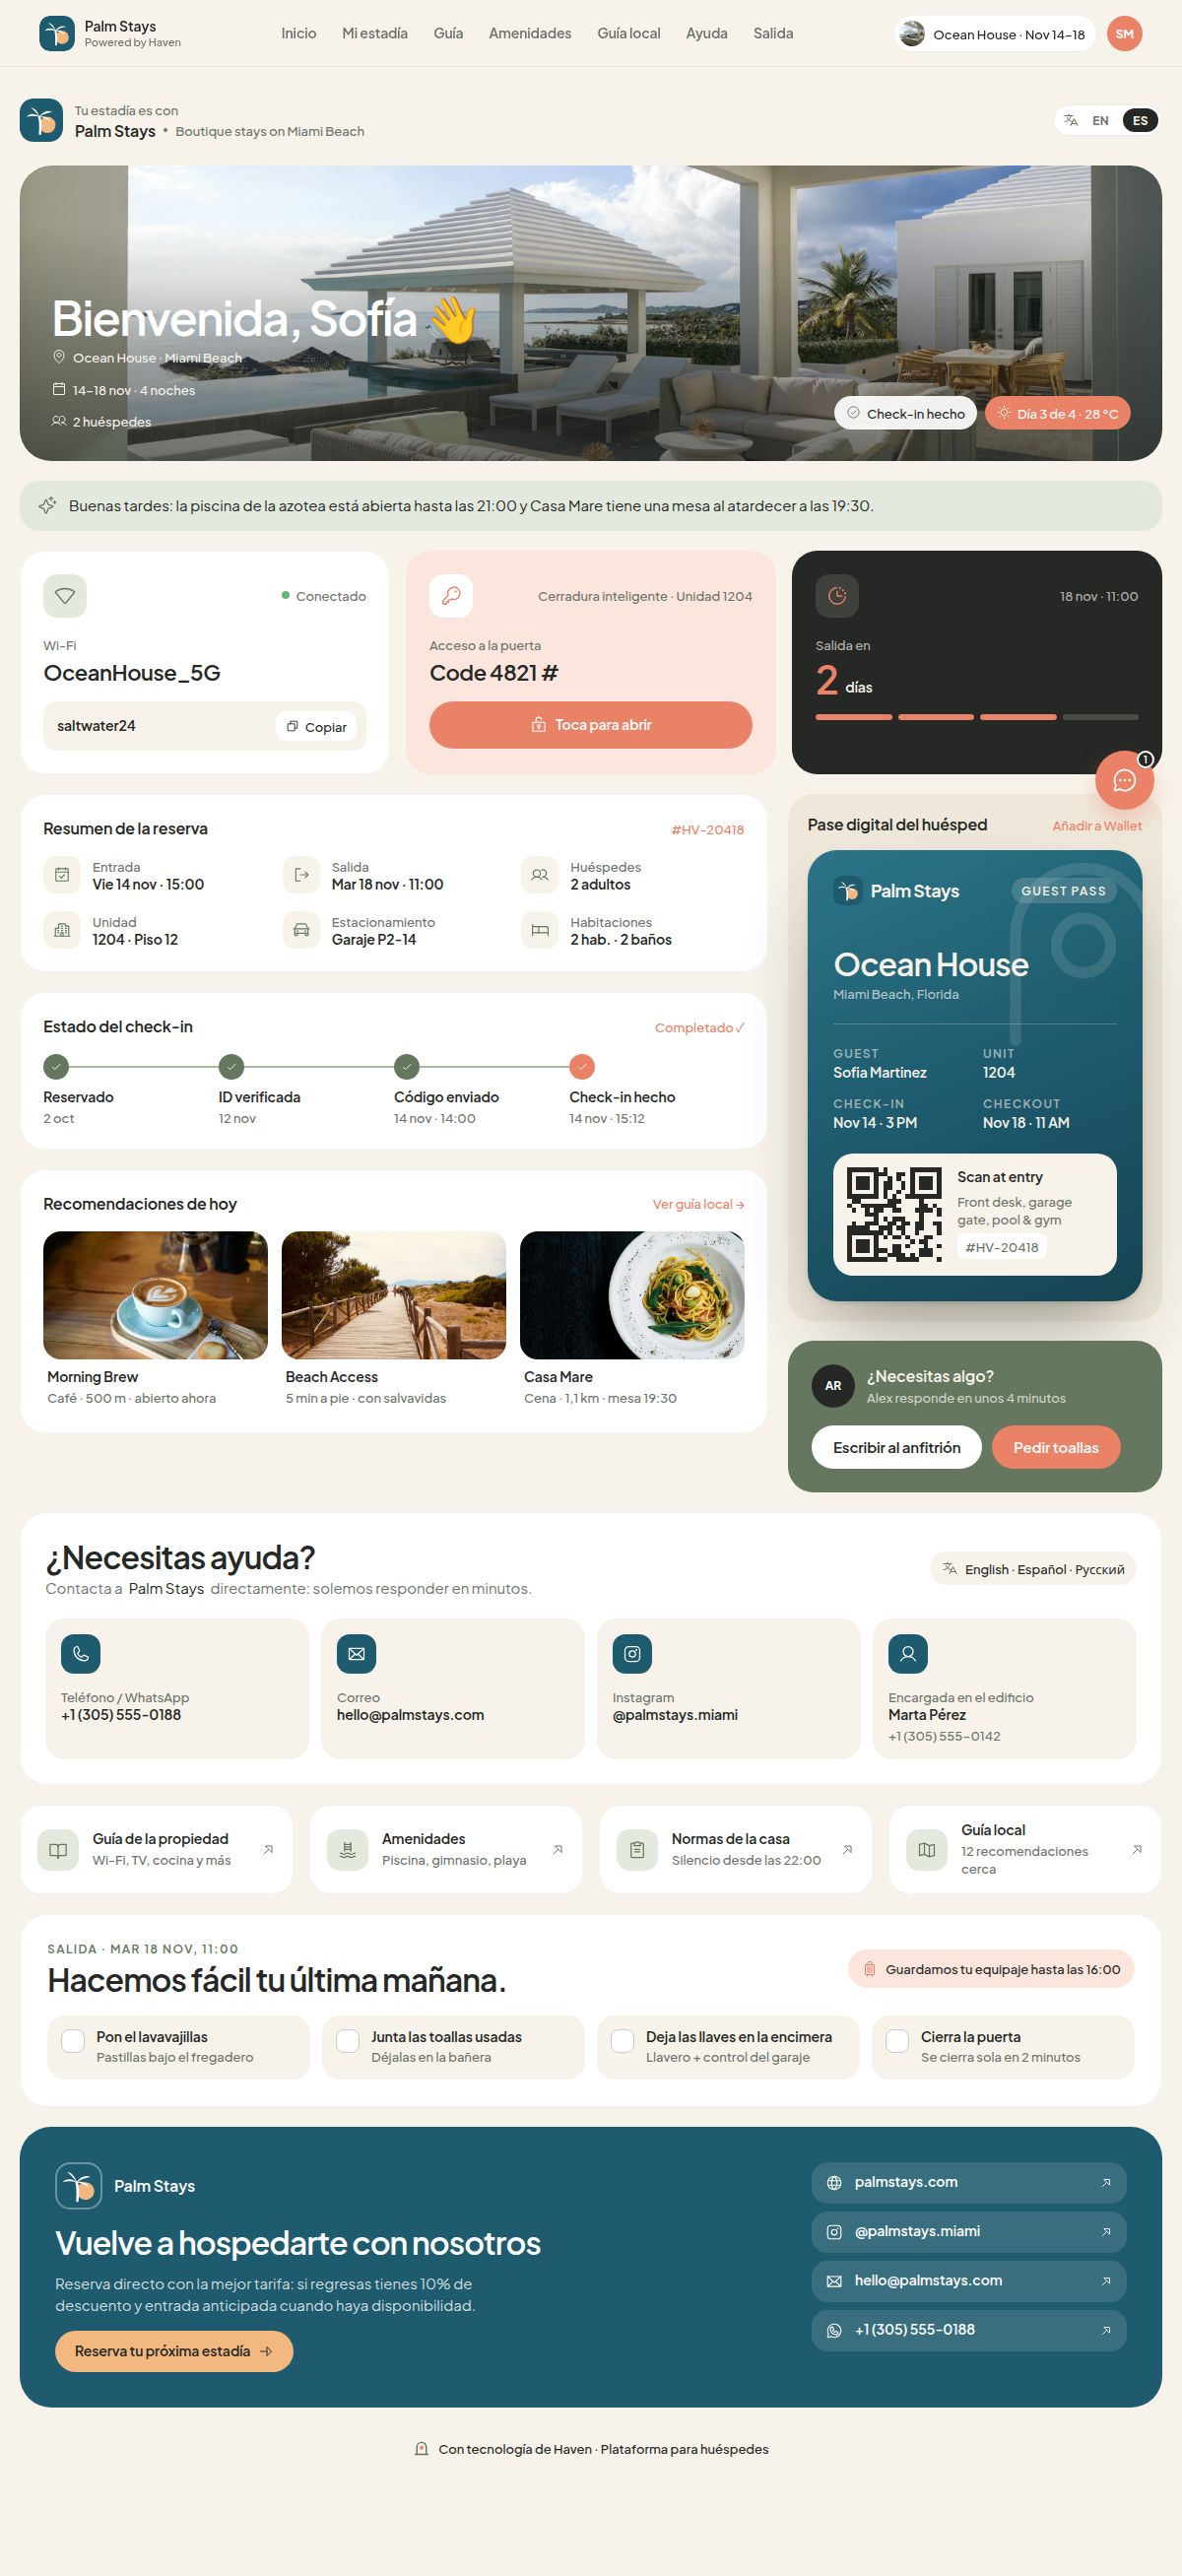 Palm Stays
Powered by Haven
Inicio Mi estadía Guía Amenidades Guía local Ayuda Salida
Ocean House · Nov 14–18
SM
Tu estadía es con
Palm Stays • Boutique stays on Miami Beach
EN ES
Bienvenida, Sofía 👋
Ocean House · Miami Beach
14–18 nov · 4 noches
2 huéspedes
Check-in hecho
Día 3 de 4 · 28 °C
Buenas tardes: la piscina de la azotea está abierta hasta las 21:00 y Casa Mare tiene una mesa al atardecer a las 19:30.
Conectado
Wi-Fi
OceanHouse_5G
saltwater24
Copiar
Cerradura inteligente · Unidad 1204
Acceso a la puerta
Code 4821 #
Toca para abrir
18 nov · 11:00
Salida en
2 días
1
Resumen de la reserva
#HV-20418
Entrada
Vie 14 nov · 15:00
Salida
Mar 18 nov · 11:00
Huéspedes
2 adultos
Unidad
1204 · Piso 12
Estacionamiento
Garaje P2-14
Habitaciones
2 hab. · 2 baños
Estado del check-in
Completado ✓
Reservado
2 oct
ID verificada
12 nov
Código enviado
14 nov · 14:00
Check-in hecho
14 nov · 15:12
Recomendaciones de hoy
Ver guía local →
Morning Brew
Café · 500 m · abierto ahora
Beach Access
5 min a pie · con salvavidas
Casa Mare
Cena · 1,1 km · mesa 19:30
Pase digital del huésped
Añadir a Wallet
Palm Stays
GUEST PASS
Ocean House
Miami Beach, Florida
GUEST
Sofia Martinez
UNIT
1204
CHECK-IN
Nov 14 · 3 PM
CHECKOUT
Nov 18 · 11 AM
Scan at entry
Front desk, garage
gate, pool & gym
#HV-20418
AR
¿Necesitas algo?
Alex responde en unos 4 minutos
Escribir al anfitrión
Pedir toallas
¿Necesitas ayuda?
Contacta a Palm Stays directamente: solemos responder en minutos.
English · Español · Русский
Teléfono / WhatsApp
+1 (305) 555-0188
Correo
hello@palmstays.com
Instagram
@palmstays.miami
Encargada en el edificio
Marta Pérez
+1 (305) 555-0142
Guía de la propiedad
Wi-Fi, TV, cocina y más
Amenidades
Piscina, gimnasio, playa
Normas de la casa
Silencio desde las 22:00
Guía local
12 recomendaciones
cerca
SALIDA · MAR 18 NOV, 11:00
Hacemos fácil tu última mañana.
Guardamos tu equipaje hasta las 16:00
Pon el lavavajillas
Pastillas bajo el fregadero
Junta las toallas usadas
Déjalas en la bañera
Deja las llaves en la encimera
Llavero + control del garaje
Cierra la puerta
Se cierra sola en 2 minutos
Palm Stays
Vuelve a hospedarte con nosotros
Reserva directo con la mejor tarifa: si regresas tienes 10% de
descuento y entrada anticipada cuando haya disponibilidad.
Reserva tu próxima estadía →
palmstays.com
@palmstays.miami
hello@palmstays.com
+1 (305) 555-0188
Con tecnología de Haven · Plataforma para huéspedes